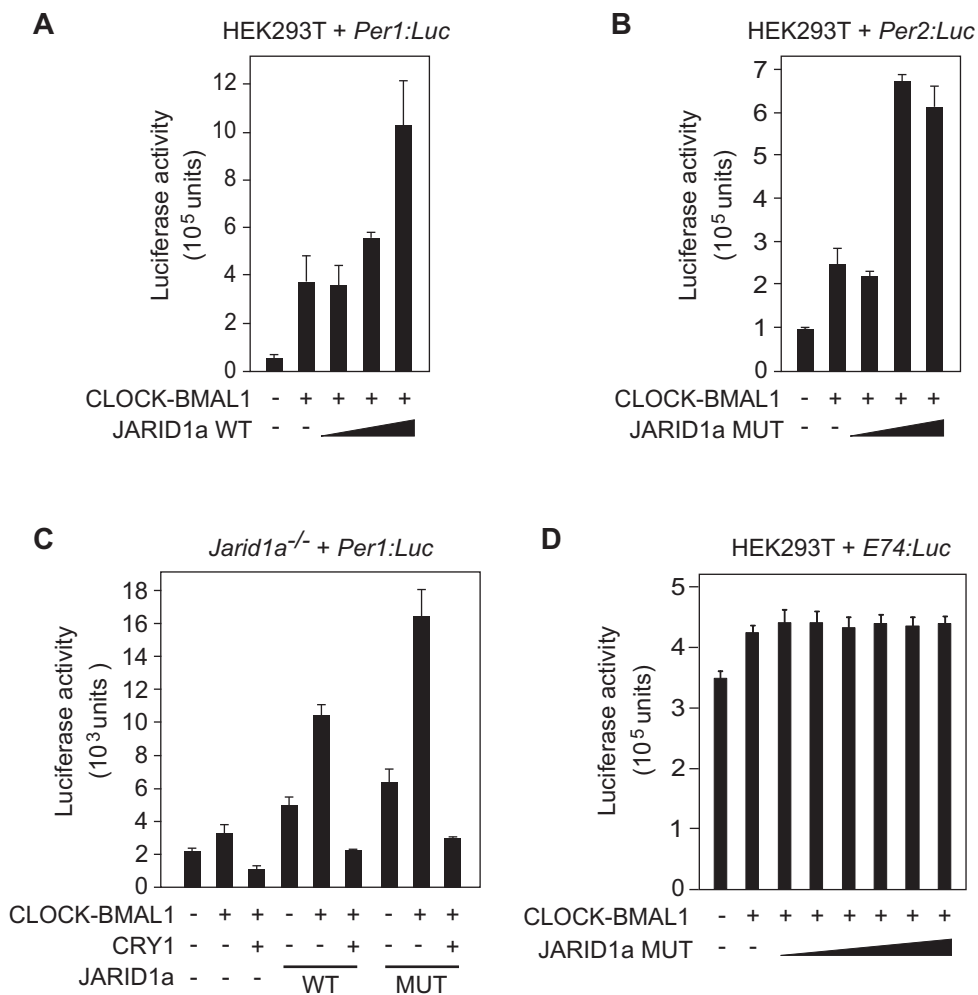 A
HEK293T + Per1:Luc
Luciferase activity
(10⁵ units)
12
10
8
6
4
2
0
CLOCK-BMAL1 - + + + +
JARID1a WT - -
B
HEK293T + Per2:Luc
Luciferase activity
(10⁵ units)
7
6
5
4
3
2
1
0
CLOCK-BMAL1 - + + + +
JARID1a MUT - -
C
Jarid1a-/- + Per1:Luc
Luciferase activity
(10³ units )
18
16
14
12
10
8
6
4
2
0
CLOCK-BMAL1 - + + - + + - + +
CRY1 - - + - - + - - +
JARID1a - - - WT MUT
D
HEK293T + E74:Luc
Luciferase activity
(10⁵ units)
5
4
3
2
1
0
CLOCK-BMAL1 - + + + + + + +
JARID1a MUT - -